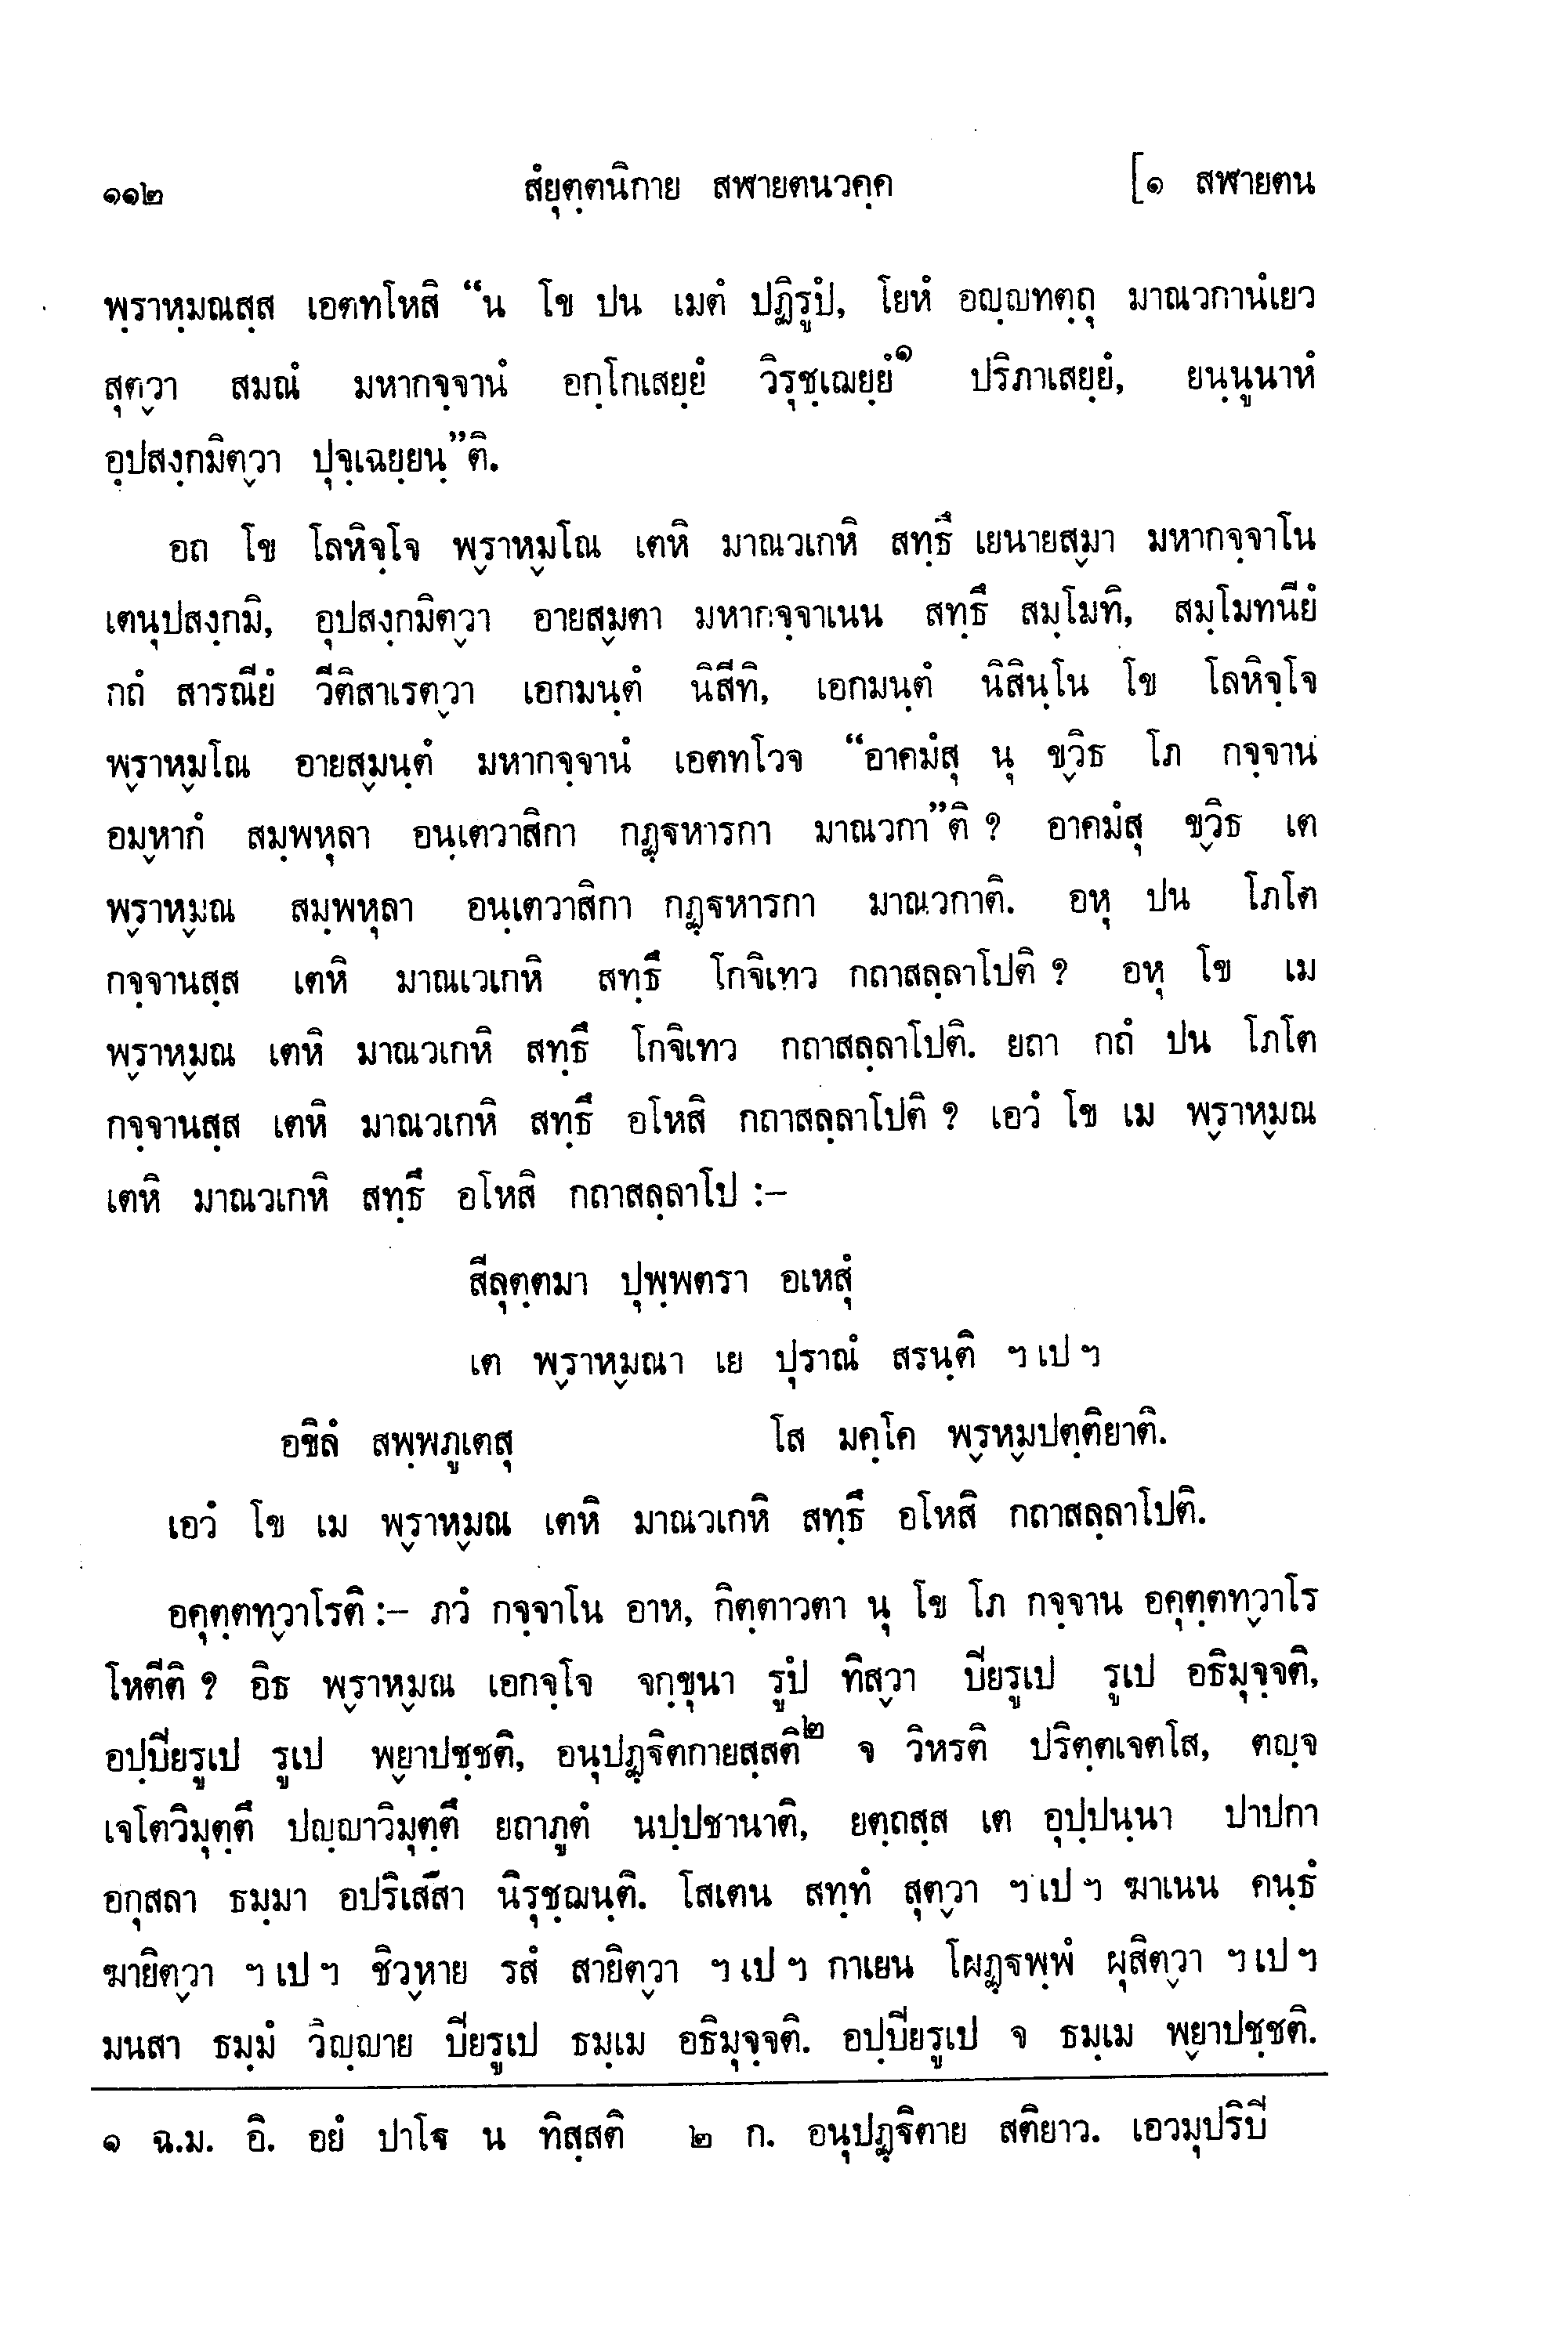 ๑๑๒ สํยุตฺตนิกาย สฬายตนวคฺค [๑ สฬายตน
พฺราหฺมณสฺส เอตทโหสิ “น โข ปน เมตํ ปฏิรูปํ, โยหํ อญฺญทตฺถุ มาณวกานํเยว
สุตฺวา สมณํ มหากจฺจานํ อกฺโกเสยฺยํ วิรุชฺเฌยฺยํ๑ ปริภาเสยฺยํ, ยนฺนูนาหํ
อุปสงฺกมิตฺวา ปุจฺเฉยฺยนฺ”ติ.
อถ โข โลหิจฺโจ พฺราหฺมโณ เตหิ มาณวเกหิ สทฺธึ เยนายสฺมา มหากจฺจาโน
เตนุปสงฺกมิ, อุปสงฺกมิตฺวา อายสฺมตา มหากจฺจาเนน สทฺธึ สมฺโมทิ, สมฺโมทนียํ
กถํ สารณียํ วีติสาเรตฺวา เอกมนฺตํ นิสีทิ, เอกมนฺตํ นิสินฺโน โข โลหิจฺโจ
พฺราหฺมโณ อายสฺมนฺตํ มหากจฺจานํ เอตทโวจ “อาคมํสุ นุ ขฺวิธ โภ กจฺจาน
อมฺหากํ สมฺพหุลา อนฺเตวาสิกา กฏฺฐหารกา มาณวกา”ติ ? อาคมํสุ ขฺวิธ เต
พฺราหฺมณ สมฺพหุลา อนฺเตวาสิกา กฏฺฐหารกา มาณวกาติ. อหุ ปน โภโต
กจฺจานสฺส เตหิ มาณเวเกหิ สทฺธึ โกจิเทว กถาสลฺลาโปติ ? อหุ โข เม
พฺราหฺมณ เตหิ มาณวเกหิ สทฺธึ โกจิเทว กถาสลฺลาโปติ. ยถา กถํ ปน โภโต
กจฺจานสฺส เตหิ มาณวเกหิ สทฺธึ อโหสิ กถาสลฺลาโปติ ? เอวํ โข เม พฺราหฺมณ
เตหิ มาณวเกหิ สทฺธึ อโหสิ กถาสลฺลาโป :–
สีลุตฺตมา ปุพฺพตรา อเหสุํ
เต พฺราหฺมณา เย ปุราณํ สรนฺติ ฯ เป ฯ
อขิลํ สพฺพภูเตสุ โส มคฺโค พฺรหฺมปตฺติยาติ.
เอวํ โข เม พฺราหฺมณ เตหิ มาณวเกหิ สทฺธึ อโหสิ กถาสลฺลาโปติ.
อคุตฺตทฺวาโรติ :– ภวํ กจฺจาโน อาห, กิตฺตาวตา นุ โข โภ กจฺจาน อคุตฺตทฺวาโร
โหตีติ ? อิธ พฺราหฺมณ เอกจฺโจ จกฺขุนา รูปํ ทิสฺวา ปิยรูเป รูเป อธิมุจฺจติ,
อปฺปิยรูเป รูเป พฺยาปชฺชติ, อนุปฏฺฐิตกายสฺสติ๒ จ วิหรติ ปริตฺตเจตโส, ตญฺจ
เจโตวิมุตฺตึ ปญฺญาวิมุตฺตึ ยถาภูตํ นปฺปชานาติ, ยตฺถสฺส เต อุปฺปนฺนา ปาปกา
อกุสลา ธมฺมา อปริเสสา นิรุชฺฌนฺติ. โสเตน สทฺทํ สุตฺวา ฯ เป ฯ ฆาเนน คนฺธํ
ฆายิตฺวา ฯ เป ฯ ชิวฺหาย รสํ สายิตฺวา ฯ เป ฯ กาเยน โผฏฺฐพฺพํ ผุสิตฺวา ฯ เป ฯ
มนสา ธมฺมํ วิญฺญาย ปิยรูเป ธมฺเม อธิมุจฺจติ. อปฺปิยรูเป จ ธมฺเม พฺยาปชฺชติ.
๑ ฉ.ม. อิ. อยํ ปาโฐ น ทิสฺสติ ๒ ก. อนุปฏฺฐิตาย สติยาว. เอวมุปริปิ